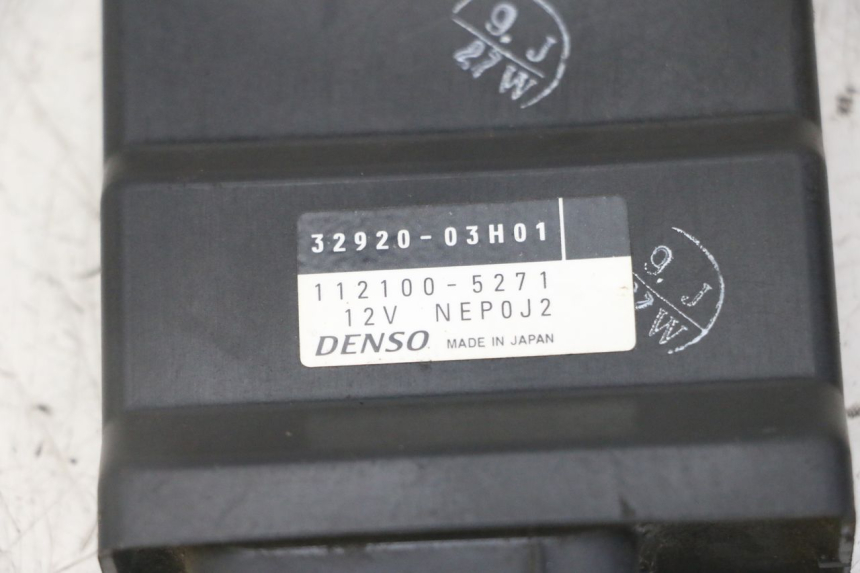 9. J
27W
32920-03H01
112100-5271
12V NEP0J2
DENSO MADE IN JAPAN
9. J
27W